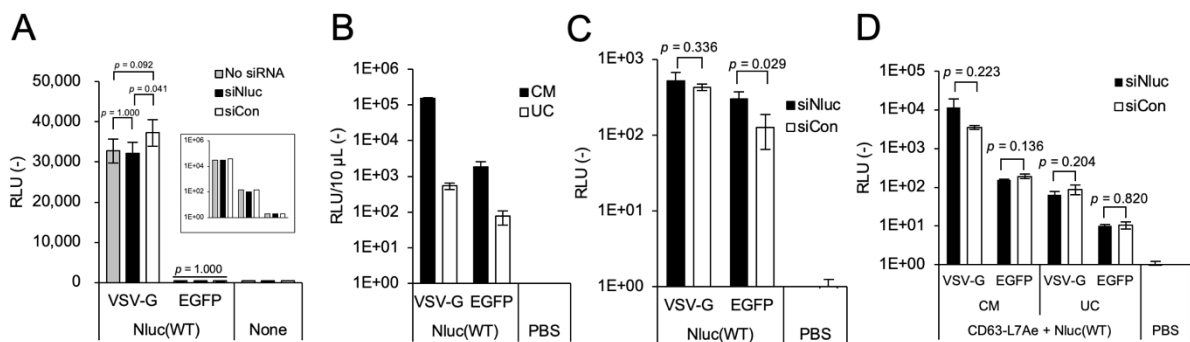 A
RLU (-)
50,000
40,000
30,000
20,000
10,000
0
p = 0.092
p = 0.041
p = 1.000
No siRNA
siNluc
siCon
1E+06
1E+04
1E+02
1E+00
p = 1.000
VSV-G EGFP
Nluc(WT) None
B
RLU/10 µL (-)
1E+06
1E+05
1E+04
1E+03
1E+02
1E+01
1E+00
CM
UC
VSV-G EGFP
Nluc(WT) PBS
C
RLU (-)
1E+03
1E+02
1E+01
1E+00
p = 0.336
p = 0.029
siNluc
siCon
VSV-G EGFP
Nluc(WT) PBS
D
RLU (-)
1E+05
1E+04
1E+03
1E+02
1E+01
1E+00
p = 0.223
p = 0.136
p = 0.204
p = 0.820
siNluc
siCon
VSV-G EGFP VSV-G EGFP
CM UC
CD63-L7Ae + Nluc(WT) PBS